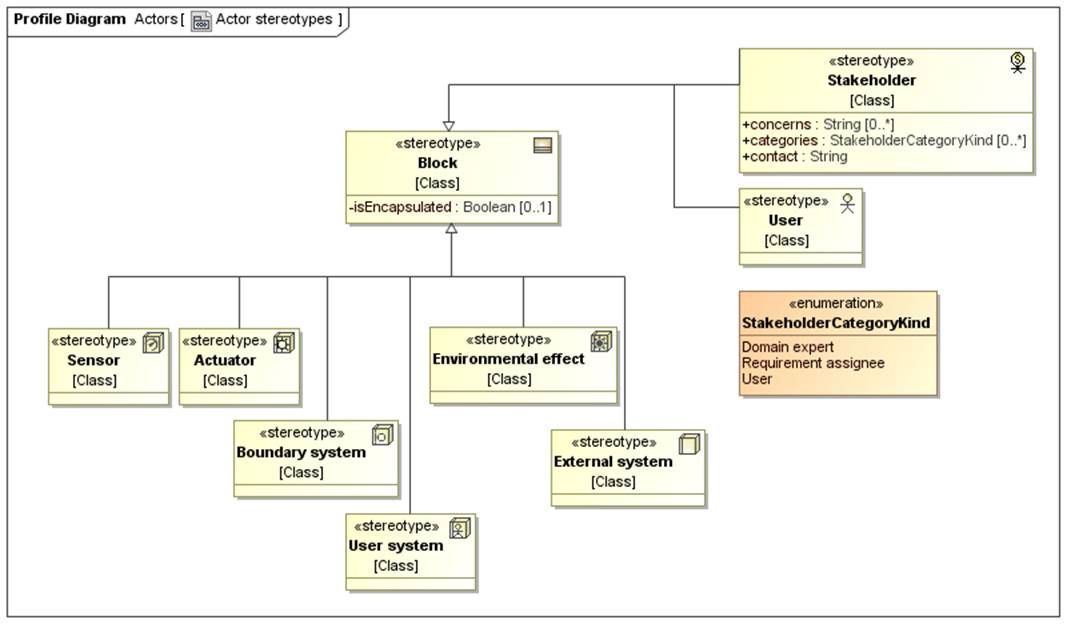 Profile Diagram Actors [ Actor stereotypes ]
«stereotype»
Stakeholder
[Class]
+concerns : String [0..*]
+categories : StakeholderCategoryKind [0..*]
+contact : String
«stereotype»
Block
[Class]
-isEncapsulated : Boolean [0..1]
«stereotype»
User
[Class]
«enumeration»
StakeholderCategoryKind
Domain expert
Requirement assignee
User
«stereotype»
Sensor
[Class]
«stereotype»
Actuator
[Class]
«stereotype»
Environmental effect
[Class]
«stereotype»
Boundary system
[Class]
«stereotype»
External system
[Class]
«stereotype»
User system
[Class]